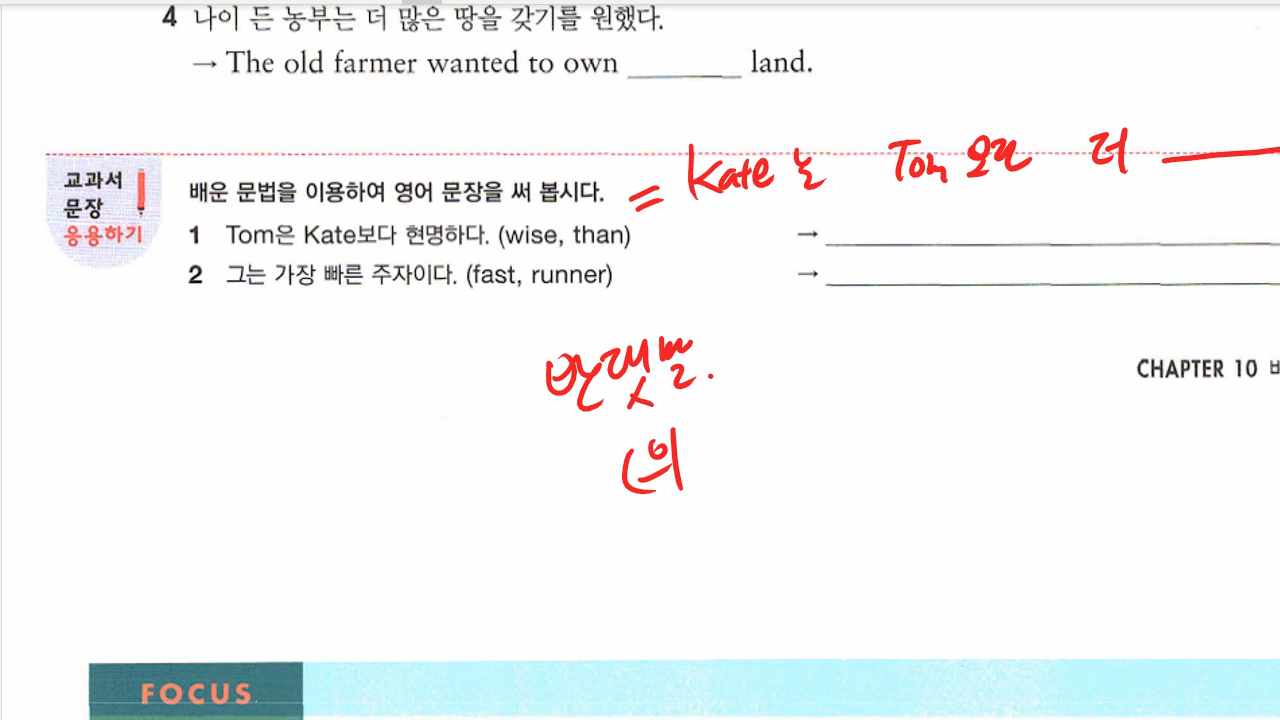 4 나이 든 농부는 더 많은 땅을 갖기를 원했다.
→ The old farmer wanted to own ________ land.
= Kate 는 Tom 보다 더
교과서
문장
응용하기
배운 문법을 이용하여 영어 문장을 써 봅시다.
1 Tom은 Kate보다 현명하다. (wise, than) →
2 그는 가장 빠른 주자이다. (fast, runner) →
반댓말.
CHAPTER 10
FOCUS